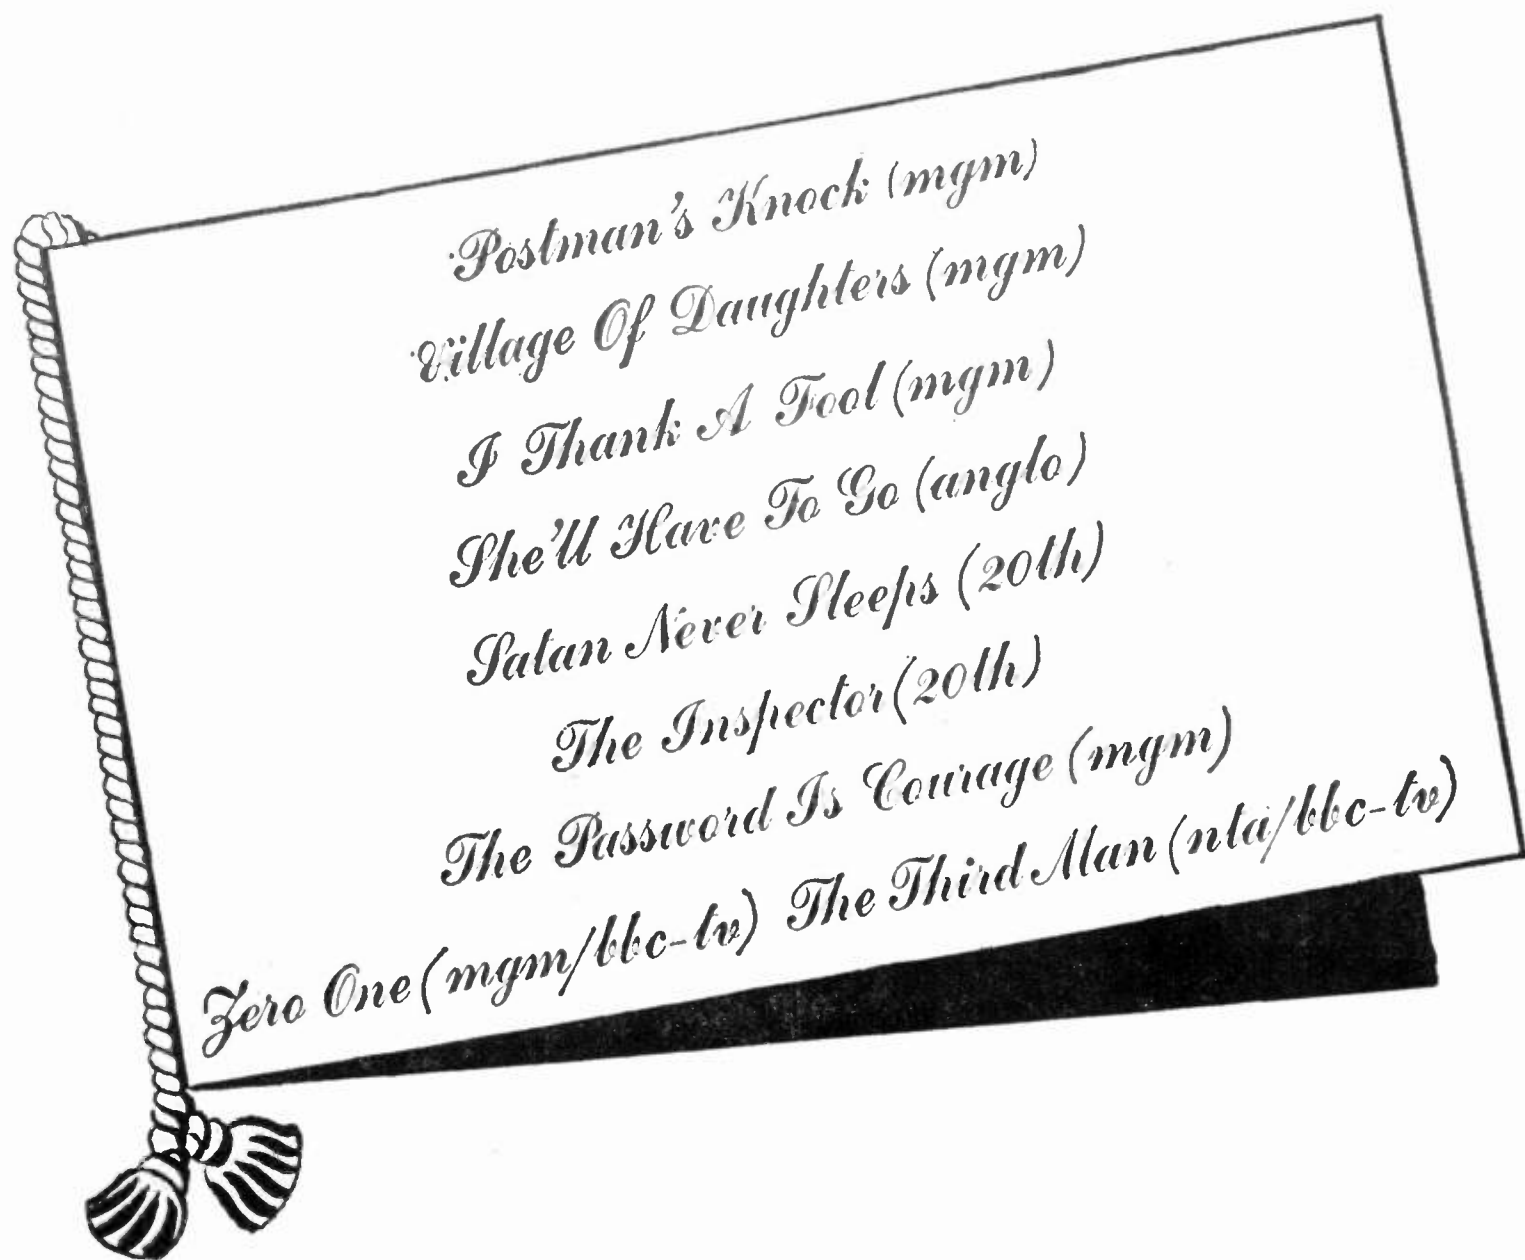 Postman's Knock (mgm)
Village Of Daughters (mgm)
I Thank A Fool (mgm)
She'll Have To Go (anglo)
Satan Never Sleeps (20th)
The Inspector (20th)
The Password Is Courage (mgm)
Zero One (mgm/bbc-tv) The Third Man (nta/bbc-tv)